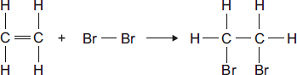 H H H H
C=C + Br—Br → H—C—C—H
H H Br Br